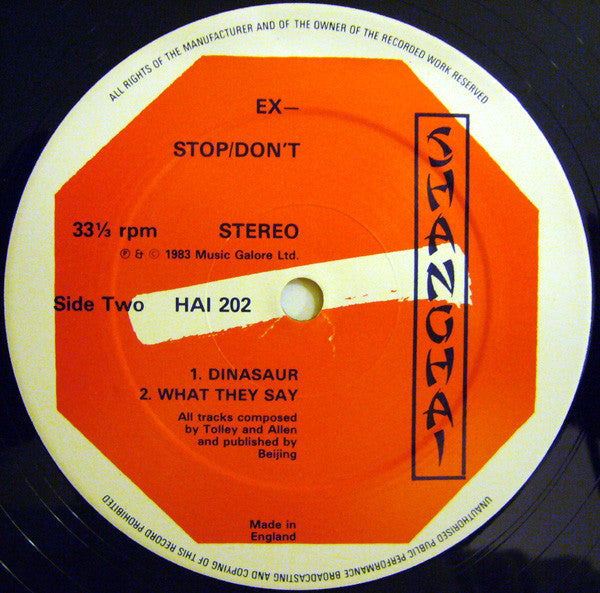 ALL RIGHTS OF THE MANUFACTURER AND OF THE OWNER OF THE RECORDED WORK RESERVED
EX—
STOP/DON'T
33⅓ rpm STEREO
℗ & © 1983 Music Galore Ltd.
Side Two HAI 202
1. DINASAUR
2. WHAT THEY SAY
All tracks composed
by Tolley and Allen
and published by
Beijing
Made in
England
SHANGHAI
UNAUTHORISED PUBLIC PERFORMANCE BROADCASTING AND COPYING OF THIS RECORD PROHIBITED